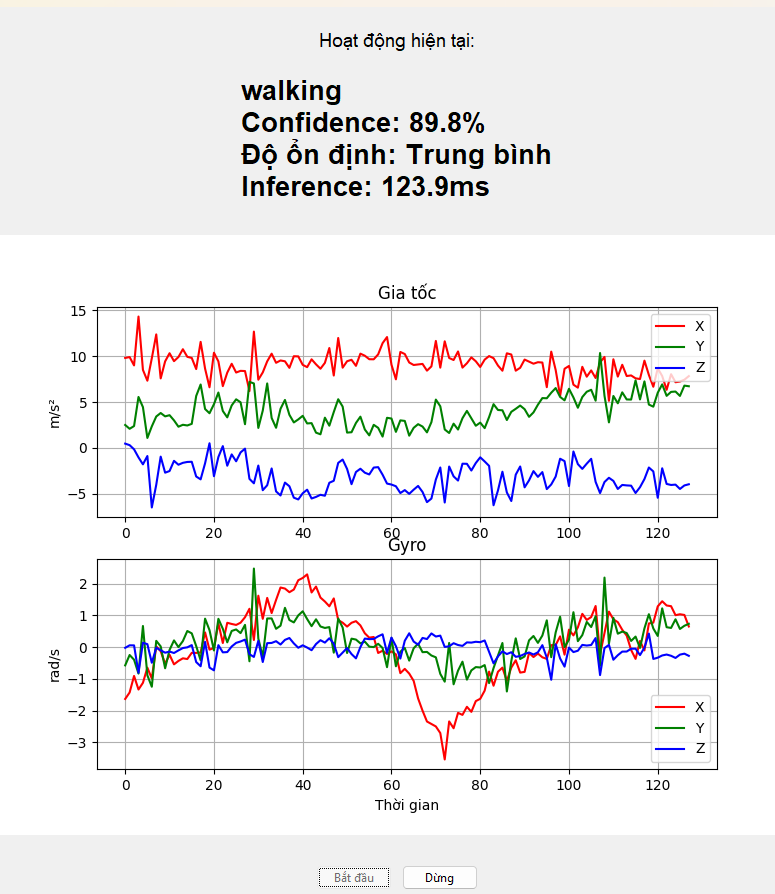 Hoạt động hiện tại:
walking
Confidence: 89.8%
Độ ổn định: Trung bình
Inference: 123.9ms
Gia tốc
15
10
5
0
−5
m/s²
X
Y
Z
0 20 40 60 80 100 120
Gyro
2
1
0
−1
−2
−3
rad/s
X
Y
Z
0 20 40 60 80 100 120
Thời gian
Bắt đầu Dừng